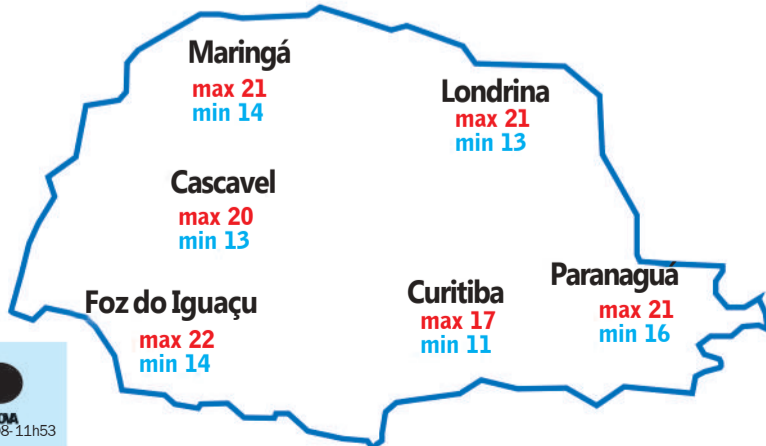 Maringá
max 21
min 14
Londrina
max 21
min 13
Cascavel
max 20
min 13
Foz do Iguaçu
max 22
min 14
Curitiba
max 17
min 11
Paranaguá
max 21
min 16
8-11h53